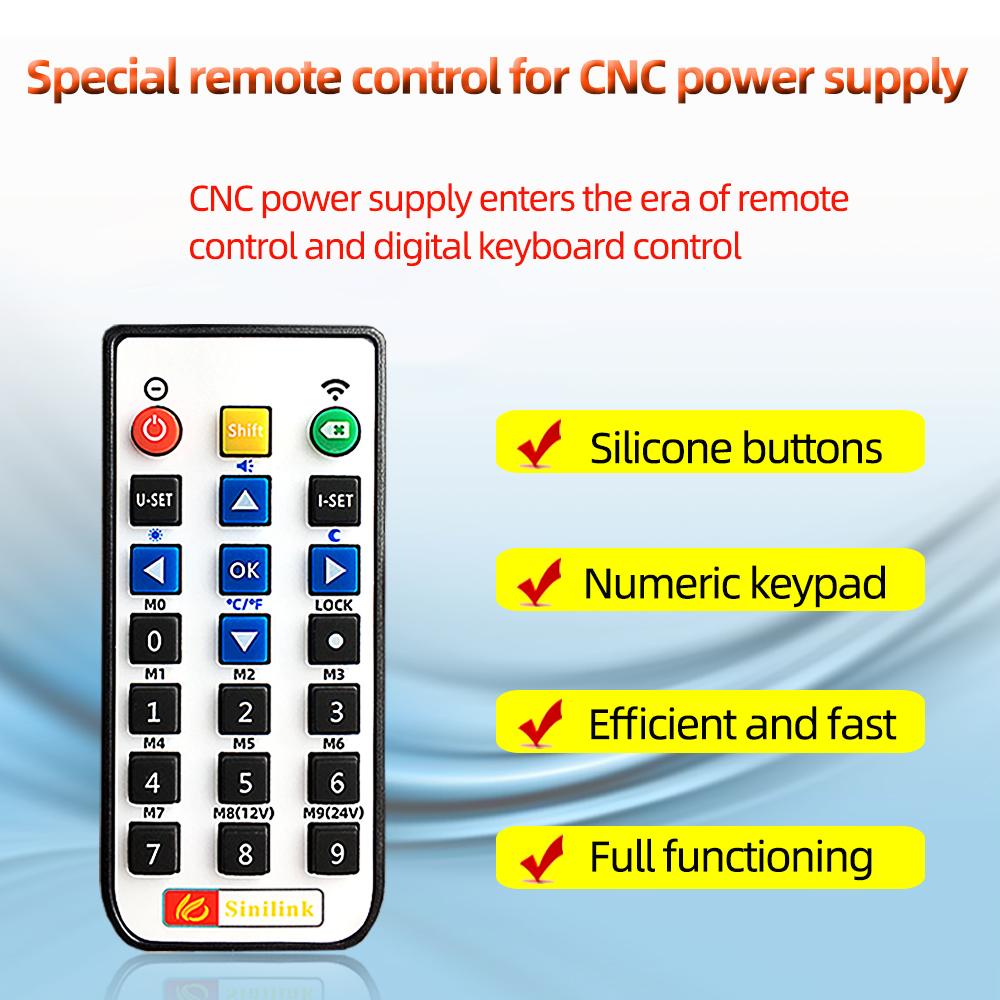 Special remote control for CNC power supply
CNC power supply enters the era of remote
control and digital keyboard control
Shift
U-SET
I-SET
OK
M0 °C/°F LOCK
0
M1 M2 M3
1 2 3
M4 M5 M6
4 5 6
M7 M8(12V) M9(24V)
7 8 9
Sinilink
Silicone buttons
Numeric keypad
Efficient and fast
Full functioning